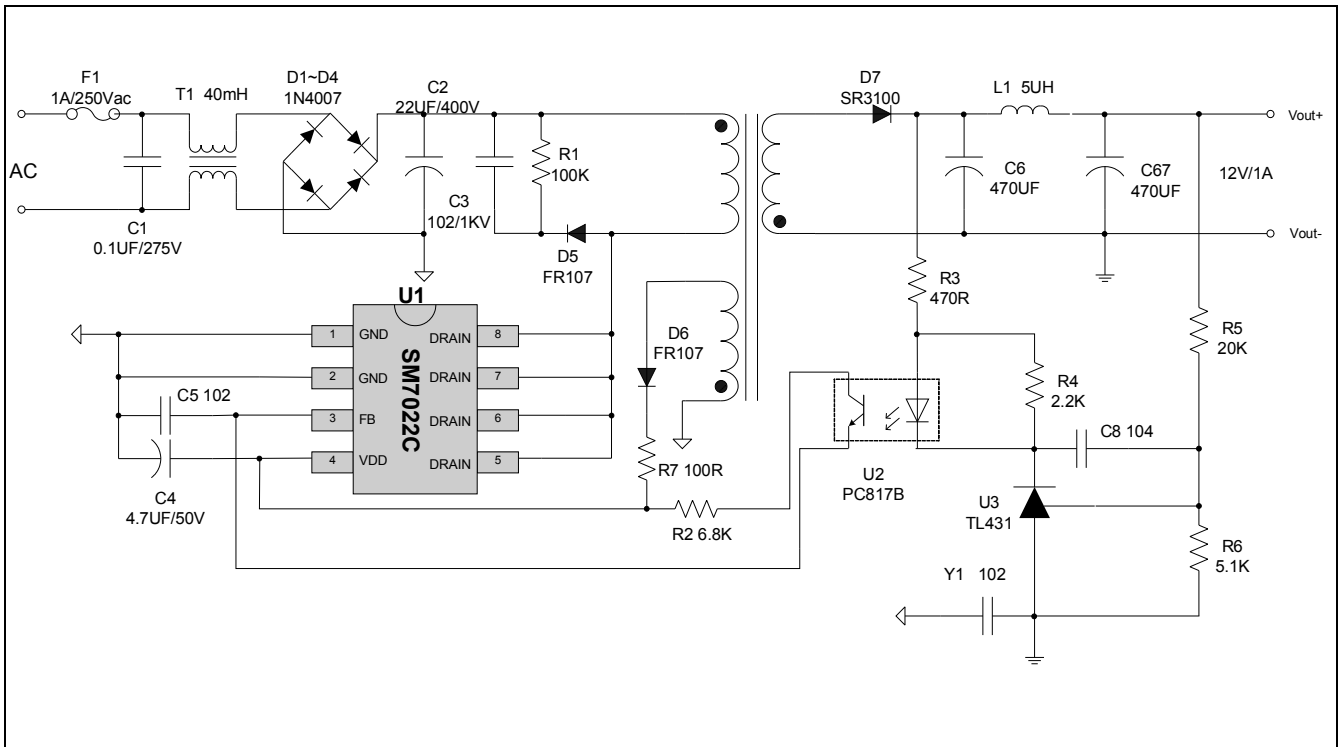 F1
1A/250Vac
T1 40mH
D1~D4
1N4007
C2
22UF/400V
D7
SR3100
L1 5UH
Vout+
AC
R1
100K
C6
470UF
C67
470UF
12V/1A
C3
102/1KV
C1
0.1UF/275V
D5
FR107
Vout-
R3
470R
U1
SM7022C
1 GND DRAIN 8
2 GND DRAIN 7
3 FB DRAIN 6
4 VDD DRAIN 5
D6
FR107
R5
20K
R4
2.2K
C5 102
C8 104
R7 100R
U2
PC817B
C4
4.7UF/50V
U3
TL431
R2 6.8K
R6
5.1K
Y1 102